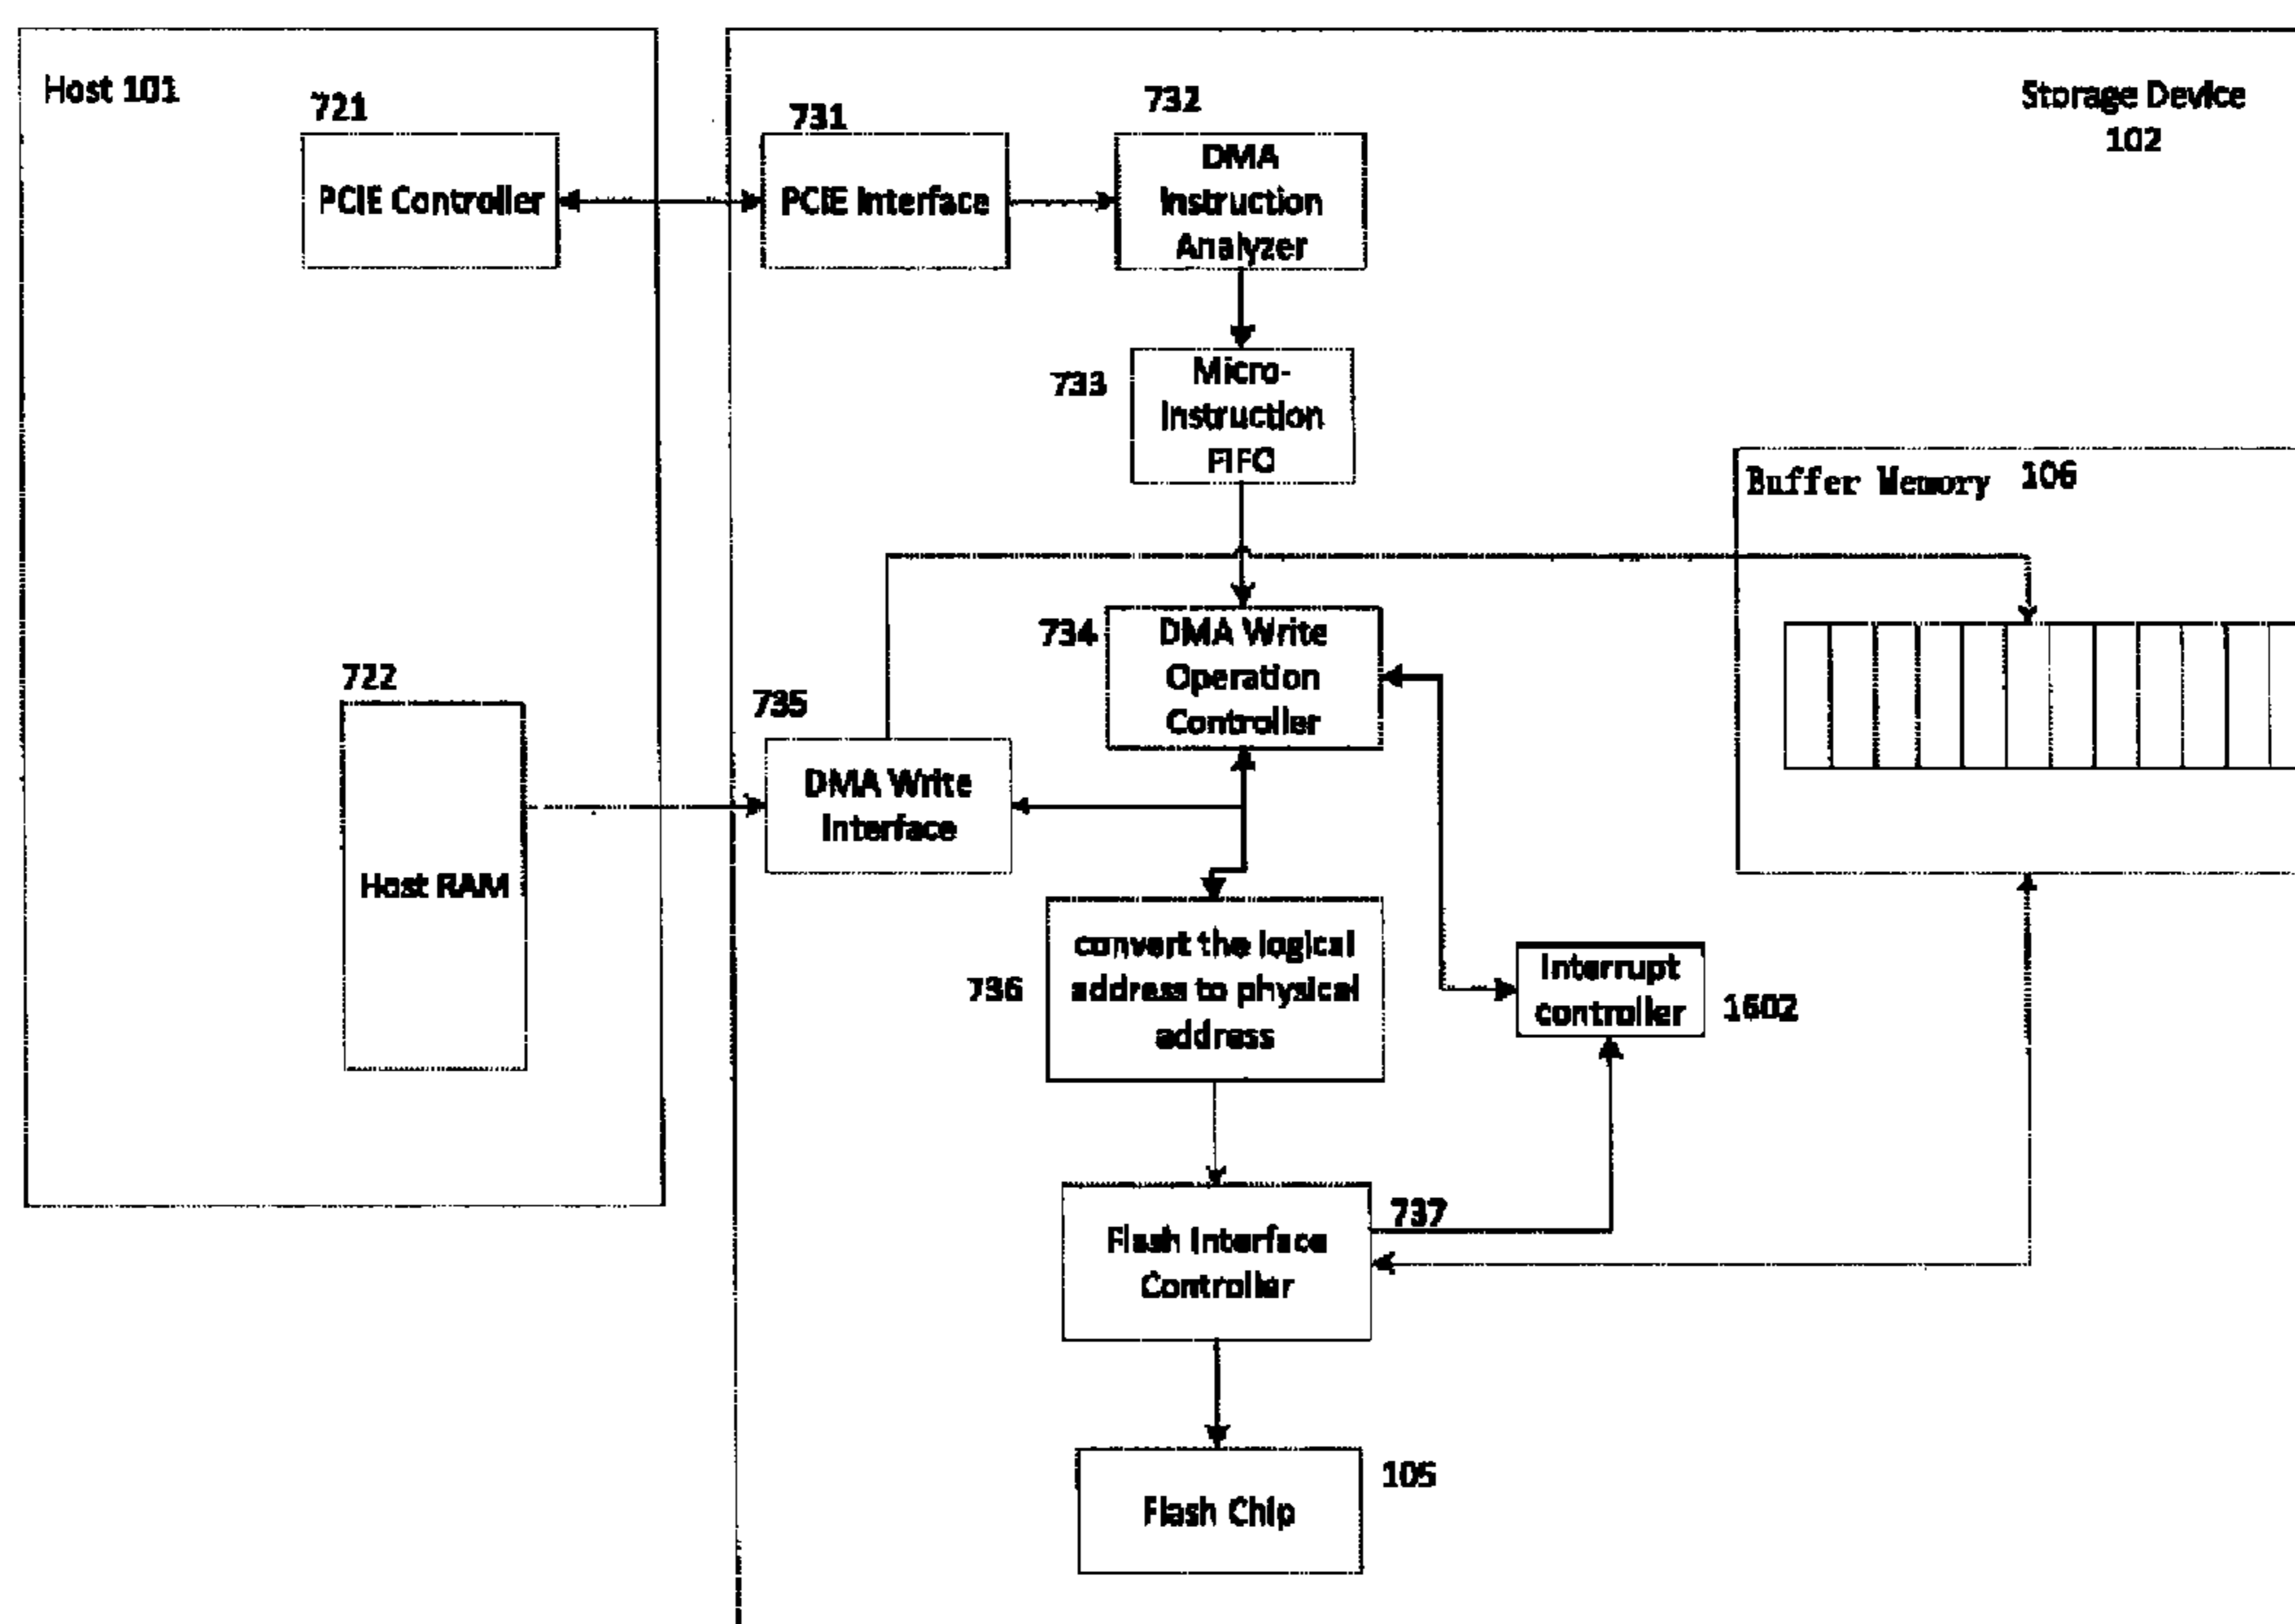 Host 101
721
PCIE Controller
731
PCIE Interface
732
DMA
Instruction
Analyzer
Storage Device
102
733
Micro-
Instruction
FIFO
Buffer Memory 106
734
DMA Write
Operation
Controller
722
Host RAM
735
DMA Write
Interface
736
convert the logical
address to physical
address
Interrupt
controller
1602
737
Flash Interface
Controller
105
Flash Chip